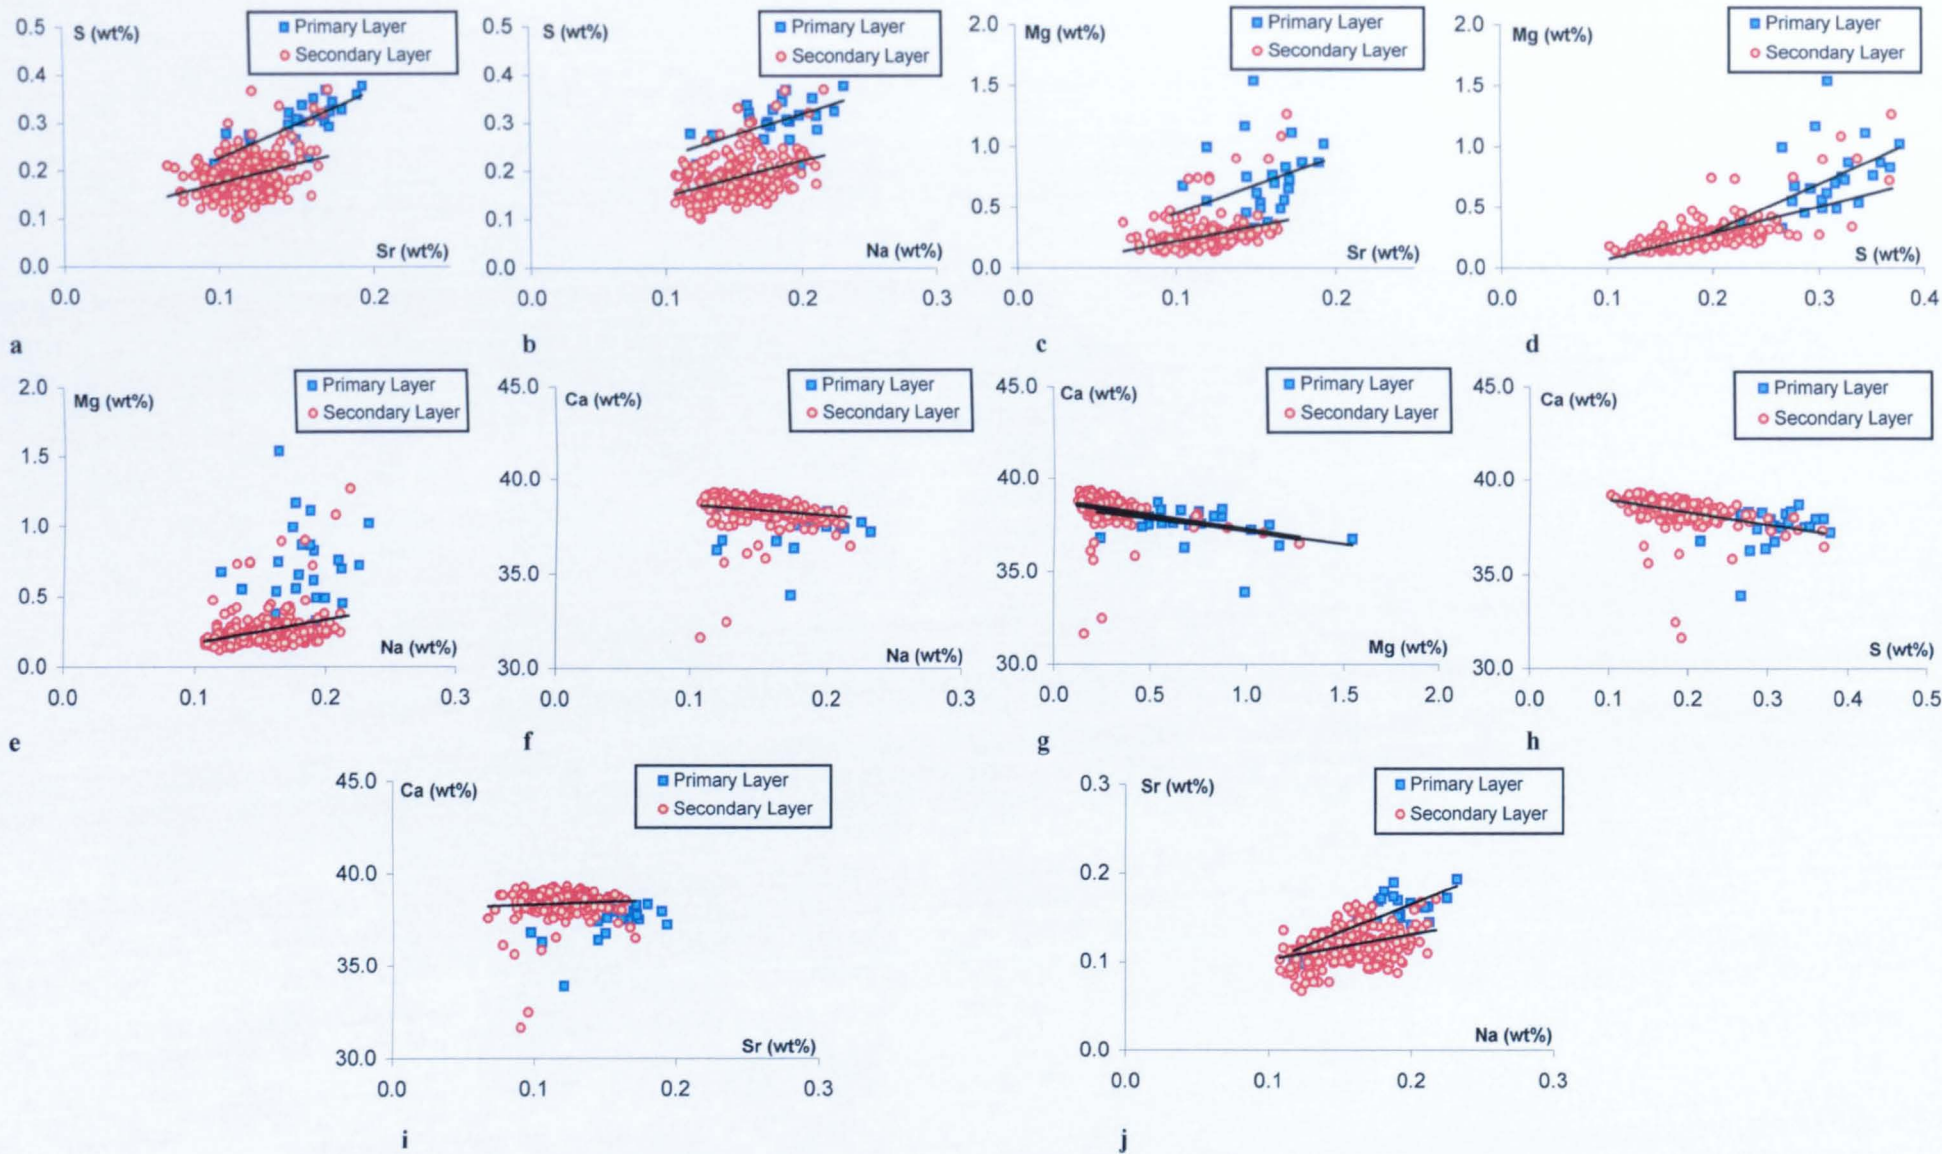 0.5 S (wt%) Primary Layer
Secondary Layer
0.4
0.3
0.2
0.1
Sr (wt%)
0.0
0.0 0.1 0.2
a
0.5 S (wt%) Primary Layer
Secondary Layer
0.4
0.3
0.2
0.1
Na (wt%)
0.0
0.0 0.1 0.2 0.3
b
2.0 Mg (wt%) Primary Layer
Secondary Layer
1.5
1.0
0.5
Sr (wt%)
0.0
0.0 0.1 0.2
c
2.0 Mg (wt%) Primary Layer
Secondary Layer
1.5
1.0
0.5
S (wt%)
0.0
0.0 0.1 0.2 0.3 0.4
d
2.0 Mg (wt%) Primary Layer
Secondary Layer
1.5
1.0
0.5
Na (wt%)
0.0
0.0 0.1 0.2 0.3
e
45.0 Ca (wt%) Primary Layer
Secondary Layer
40.0
35.0
Na (wt%)
30.0
0.0 0.1 0.2 0.3
f
45.0 Ca (wt%) Primary Layer
Secondary Layer
40.0
35.0
Mg (wt%)
30.0
0.0 0.5 1.0 1.5 2.0
g
45.0 Ca (wt%) Primary Layer
Secondary Layer
40.0
35.0
S (wt%)
30.0
0.0 0.1 0.2 0.3 0.4 0.5
h
45.0 Ca (wt%) Primary Layer
Secondary Layer
40.0
35.0
Sr (wt%)
30.0
0.0 0.1 0.2 0.3
i
0.3 Sr (wt%) Primary Layer
Secondary Layer
0.2
0.1
Na (wt%)
0.0
0.0 0.1 0.2 0.3
j